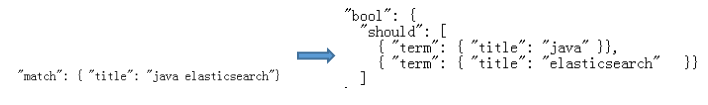 "match": { "title": "java elasticsearch"}
"bool": {
"should": [
{ "term": { "title": "java" }},
{ "term": { "title": "elasticsearch" }}
]